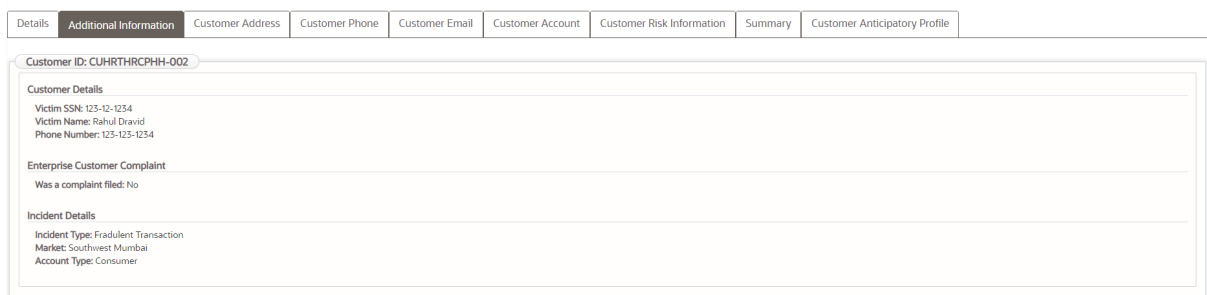 Details Additional Information Customer Address Customer Phone Customer Email Customer Account Customer Risk Information Summary Customer Anticipatory Profile
Customer ID: CUHRTHRCPHH-002
Customer Details
Victim SSN: 123-12-1234
Victim Name: Rahul Dravid
Phone Number: 123-123-1234
Enterprise Customer Complaint
Was a complaint filed: No
Incident Details
Incident Type: Fradulent Transaction
Market: Southwest Mumbai
Account Type: Consumer